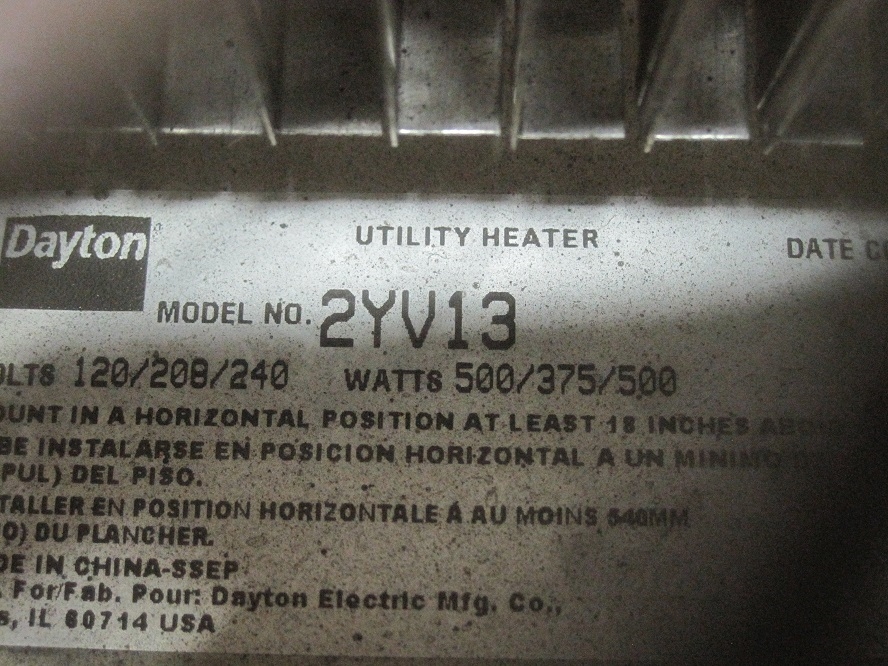 Dayton
UTILITY HEATER
DATE C
MODEL NO. 2YV13
OLTS 120/208/240 WATTS 500/375/500
OUNT IN A HORIZONTAL POSITION AT LEAST 18 INCHES AB
BE INSTALARSE EN POSICION HORIZONTAL A UN MINIMO D
PUL) DEL PISO.
TALLER EN POSITION HORIZONTALE A AU MOINS 540MM
O) DU PLANCHER.
DE IN CHINA-SSEP
For/Fab. Pour: Dayton Electric Mfg. Co.,
s, IL 60714 USA